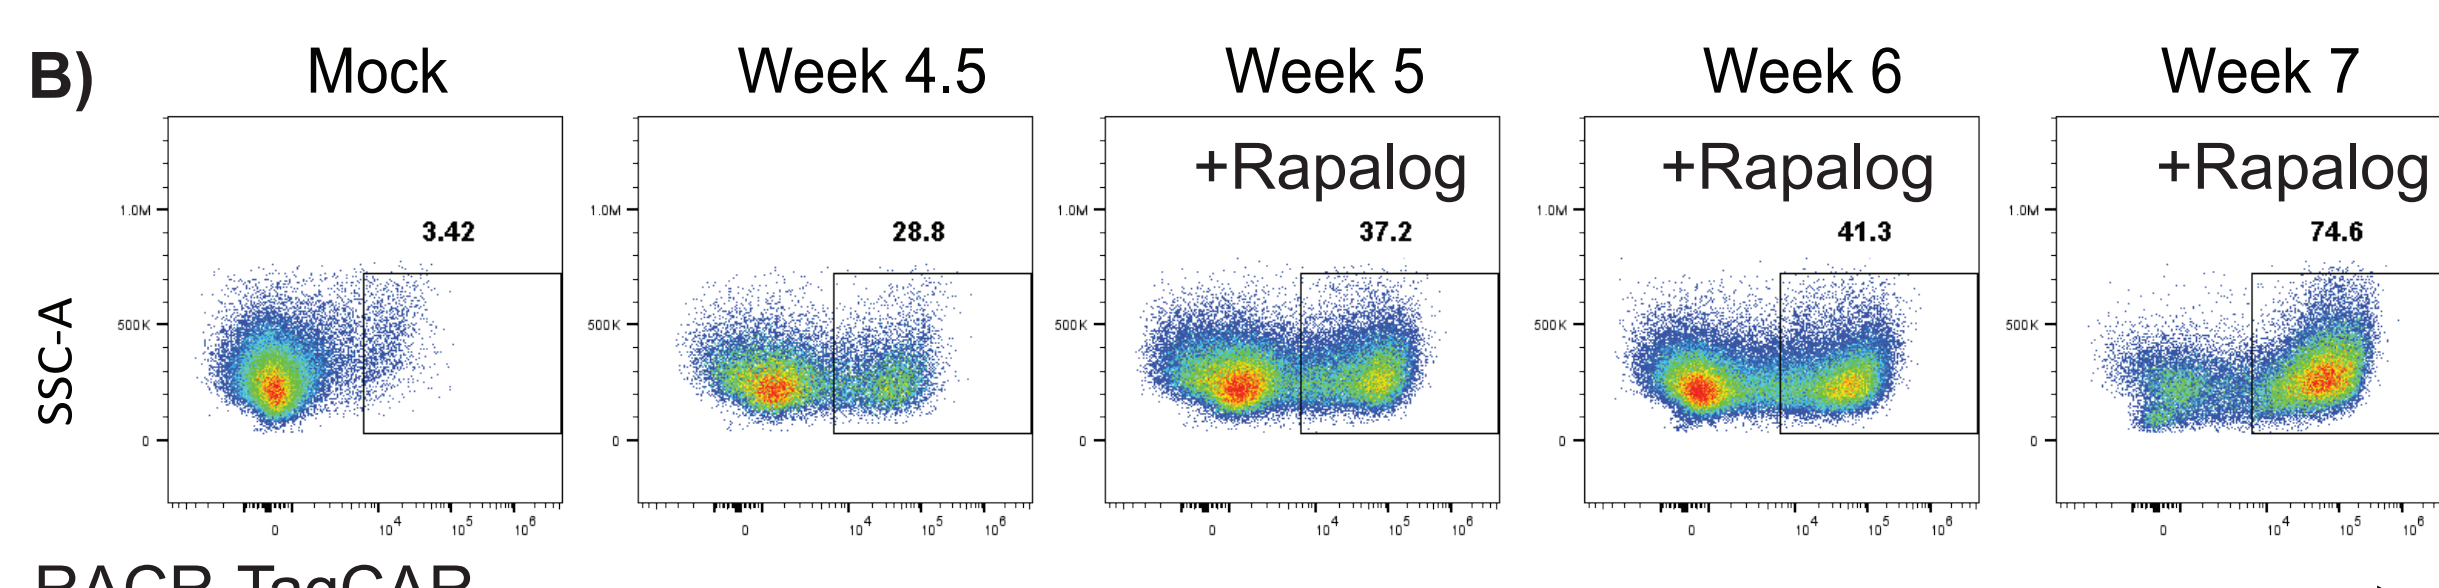 B) Mock Week 4.5 Week 5 Week 6 Week 7
+Rapalog +Rapalog +Rapalog
1.0M 1.0M 1.0M 1.0M 1.0M
3.42 28.8 37.2 41.3 74.6
SSC-A
500K 500K 500K 500K 500K
0 0 0 0 0
0 10^4 10^5 10^6 0 10^4 10^5 10^6 0 10^4 10^5 10^6 0 10^4 10^5 10^6 0 10^4 10^5 10^6
RACR-TagCAR